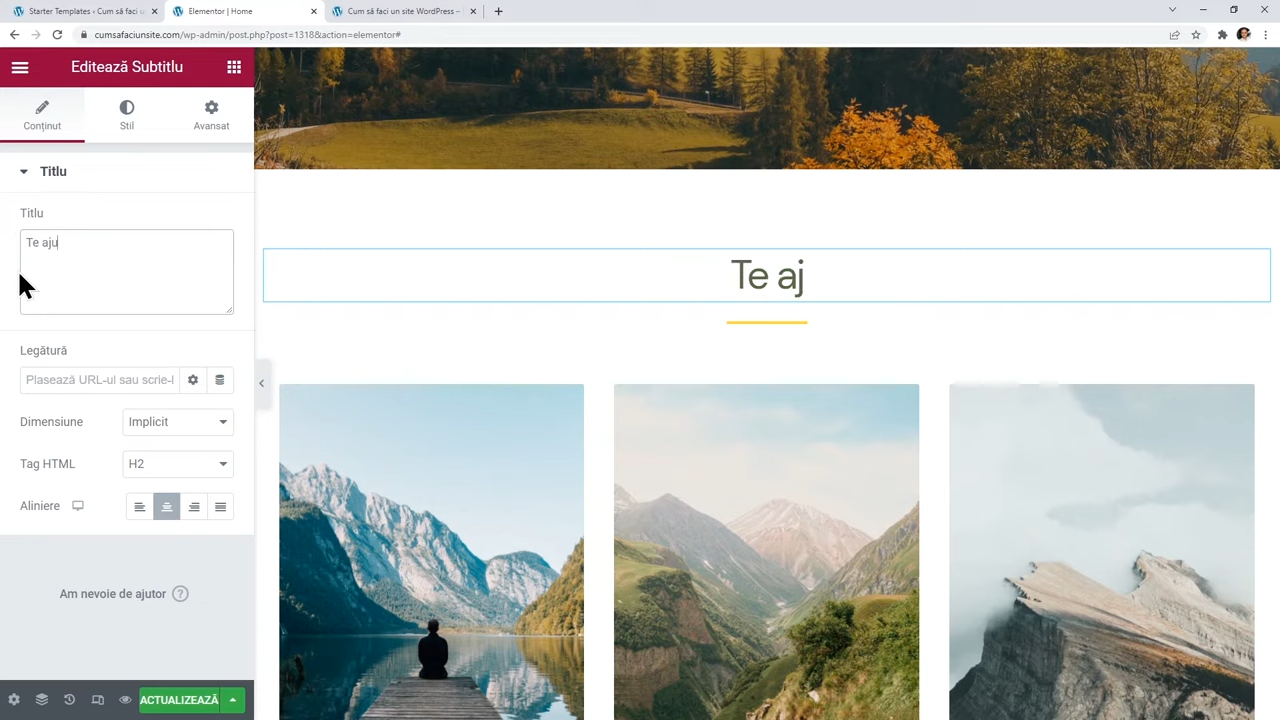 Starter Templates ‹ Cum să faci u
Elementor | Home
Cum să faci un site WordPress –
cumsafaciunsite.com/wp-admin/post.php?post=1318&action=elementor#
Editează Subtitlu
Conținut
Stil
Avansat
Titlu
Titlu
Te aju
Te aj
Legătură
Plasează URL-ul sau scrie-l
Dimensiune
Implicit
Tag HTML
H2
Aliniere
Am nevoie de ajutor ?
ACTUALIZEAZĂ